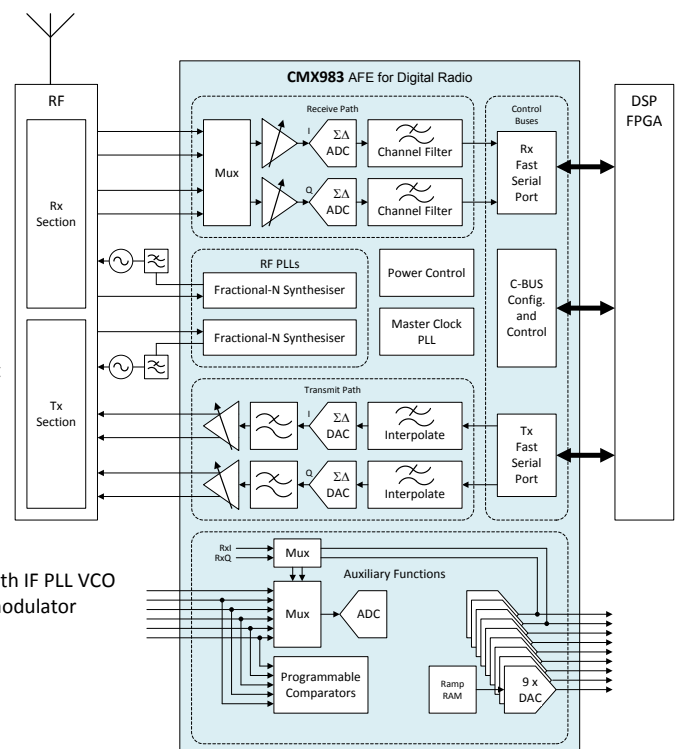 CMX983 AFE for Digital Radio
RF
Receive Path
Control
Buses
DSP
FPGA
Rx
Section
Mux
I
ΣΔ
ADC
Channel Filter
Q
ΣΔ
ADC
Channel Filter
Rx
Fast
Serial
Port
RF PLLs
Fractional-N Synthesiser
Fractional-N Synthesiser
Power Control
Master Clock
PLL
C-BUS
Config.
and
Control
Tx
Section
Transmit Path
I
ΣΔ
DAC
Interpolate
Q
ΣΔ
DAC
Interpolate
Tx
Fast
Serial
Port
th IF PLL VCO
nodulator
RxI
RxQ
Mux
Auxiliary Functions
Mux
ADC
Programmable
Comparators
Ramp
RAM
9 x
DAC